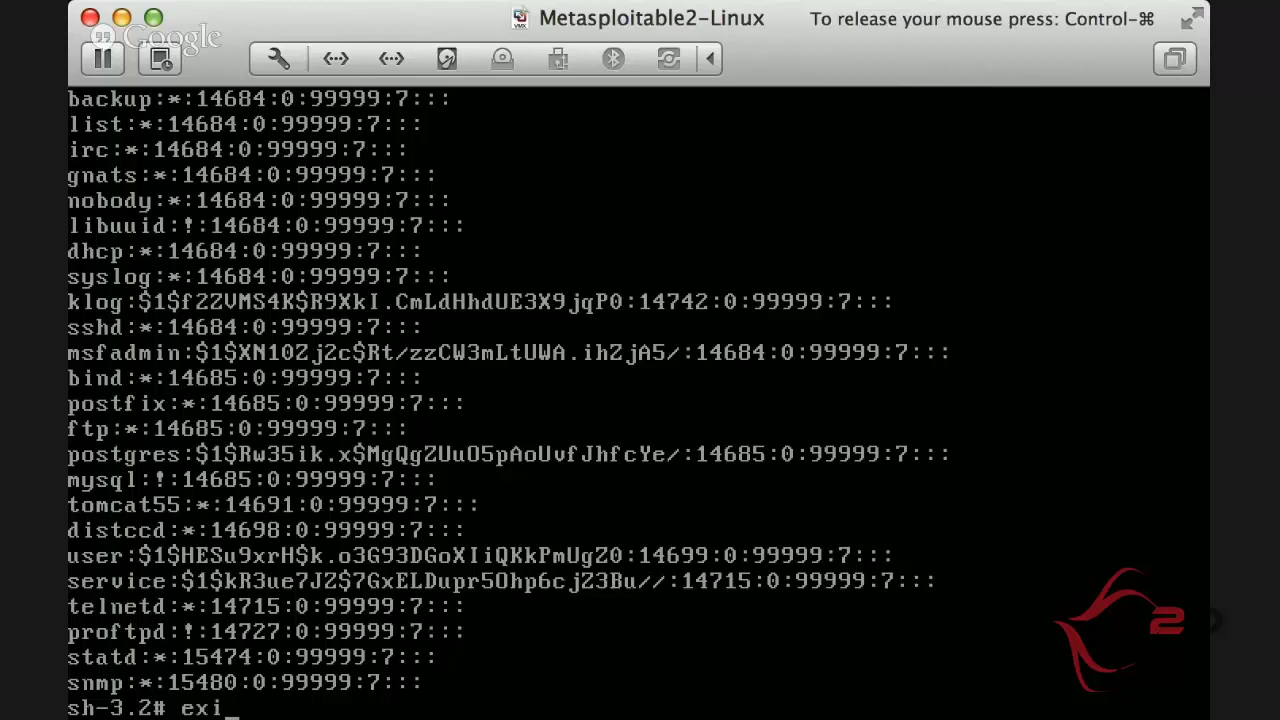 Metasploitable2-Linux
To release your mouse press: Control-⌘
Google
backup:*:14684:0:99999:7:::
list:*:14684:0:99999:7:::
irc:*:14684:0:99999:7:::
gnats:*:14684:0:99999:7:::
nobody:*:14684:0:99999:7:::
libuuid:!:14684:0:99999:7:::
dhcp:*:14684:0:99999:7:::
syslog:*:14684:0:99999:7:::
klog:$1$f2ZVMS4K$R9XkI.CmLdHhdUE3X9jqP0:14742:0:99999:7:::
sshd:*:14684:0:99999:7:::
msfadmin:$1$XN10Zj2c$Rt/zzCW3mLtUWA.ihZjA5/:14684:0:99999:7:::
bind:*:14685:0:99999:7:::
postfix:*:14685:0:99999:7:::
ftp:*:14685:0:99999:7:::
postgres:$1$Rw35ik.x$MgQgZUuO5pAoUvfJhfcYe/:14685:0:99999:7:::
mysql:!:14685:0:99999:7:::
tomcat55:*:14691:0:99999:7:::
distccd:*:14698:0:99999:7:::
user:$1$HESu9xrH$k.o3G93DGoXIiQKkPmUgZ0:14699:0:99999:7:::
service:$1$kR3ue7JZ$7GxELDupr5Ohp6cjZ3Bu//:14715:0:99999:7:::
telnetd:*:14715:0:99999:7:::
proftpd:!:14727:0:99999:7:::
statd:*:15474:0:99999:7:::
snmp:*:15480:0:99999:7:::
sh-3.2# exi_
2